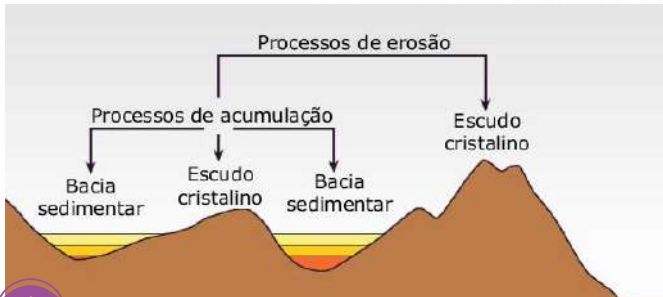 Processos de erosão
Processos de acumulação
Escudo
cristalino
Bacia
sedimentar
Escudo
cristalino
Bacia
sedimentar